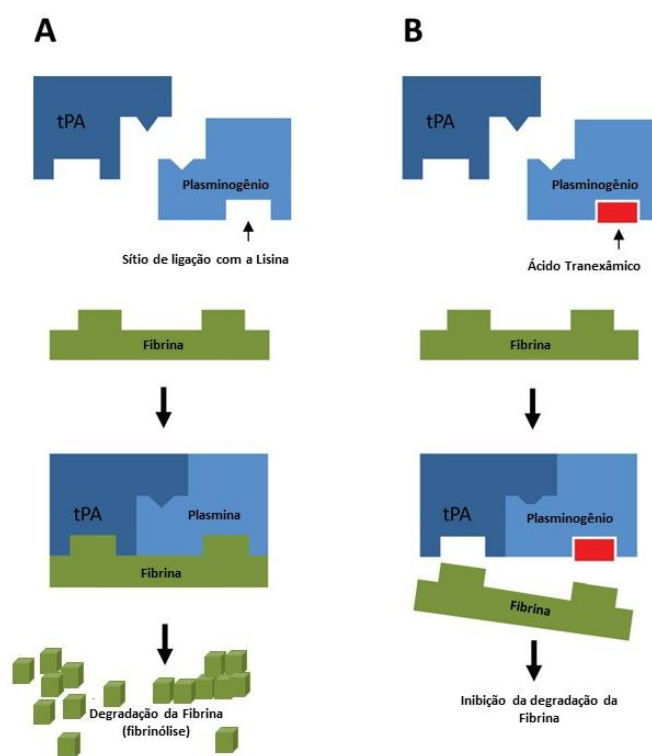 A
tPA
Plasminogênio
Sítio de ligação com a Lisina
Fibrina
tPA
Plasmina
Fibrina
Degradação da Fibrina
(fibrinólise)
B
tPA
Plasminogênio
Ácido Tranexâmico
Fibrina
tPA
Plasminogênio
Fibrina
Inibição da degradação da
Fibrina